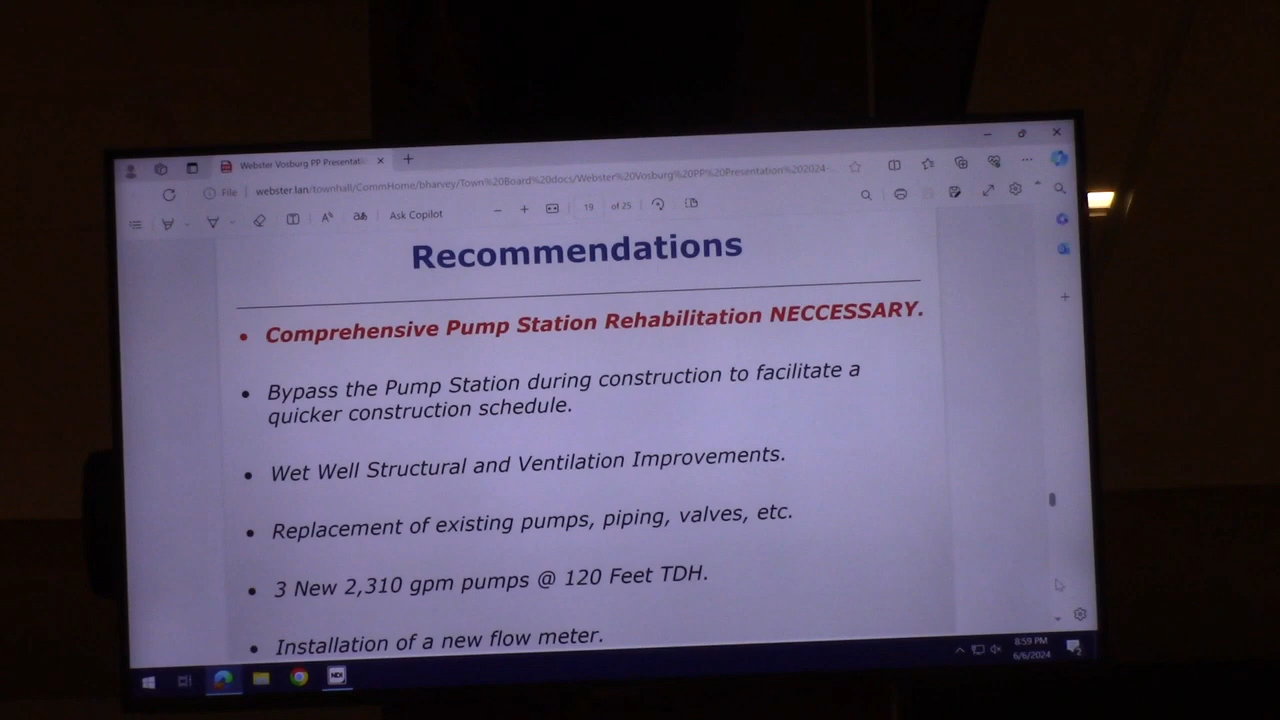 Webster Vosburg PP Presentati
File
webster.lan/townhall/CommHome/bharvey/Town%20Board%20docs/Webster%20Vosburg%20PP%20Presentation%202024-...
Ask Copilot
19 of 25
Recommendations
• Comprehensive Pump Station Rehabilitation NECCESSARY.
• Bypass the Pump Station during construction to facilitate a
quicker construction schedule.
• Wet Well Structural and Ventilation Improvements.
• Replacement of existing pumps, piping, valves, etc.
• 3 New 2,310 gpm pumps @ 120 Feet TDH.
• Installation of a new flow meter.
NDI
8:59 PM
6/6/2024
2